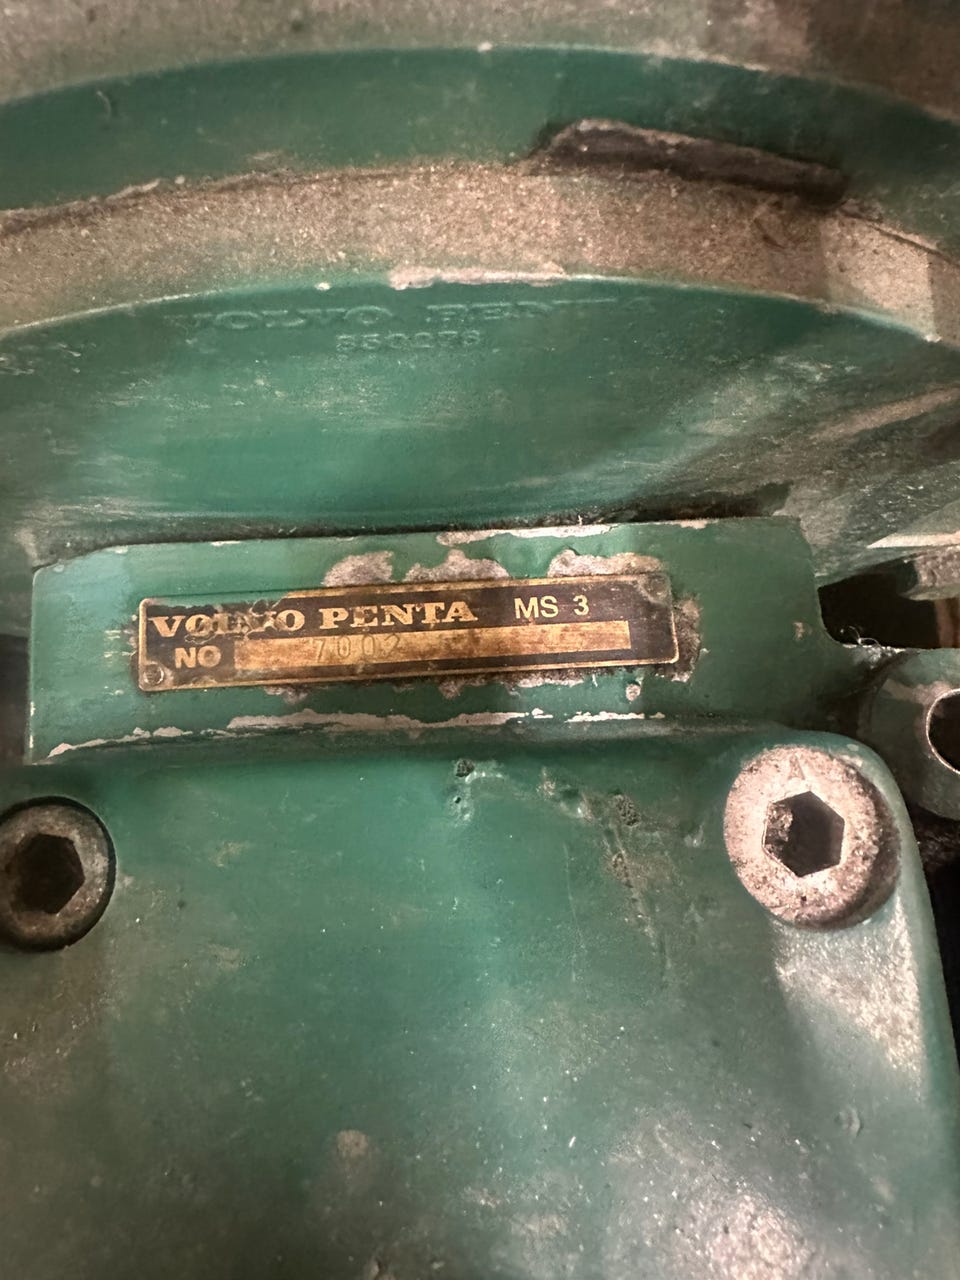 VOLVO PENTA
VOLVO PENTA MS 3
NO 7002